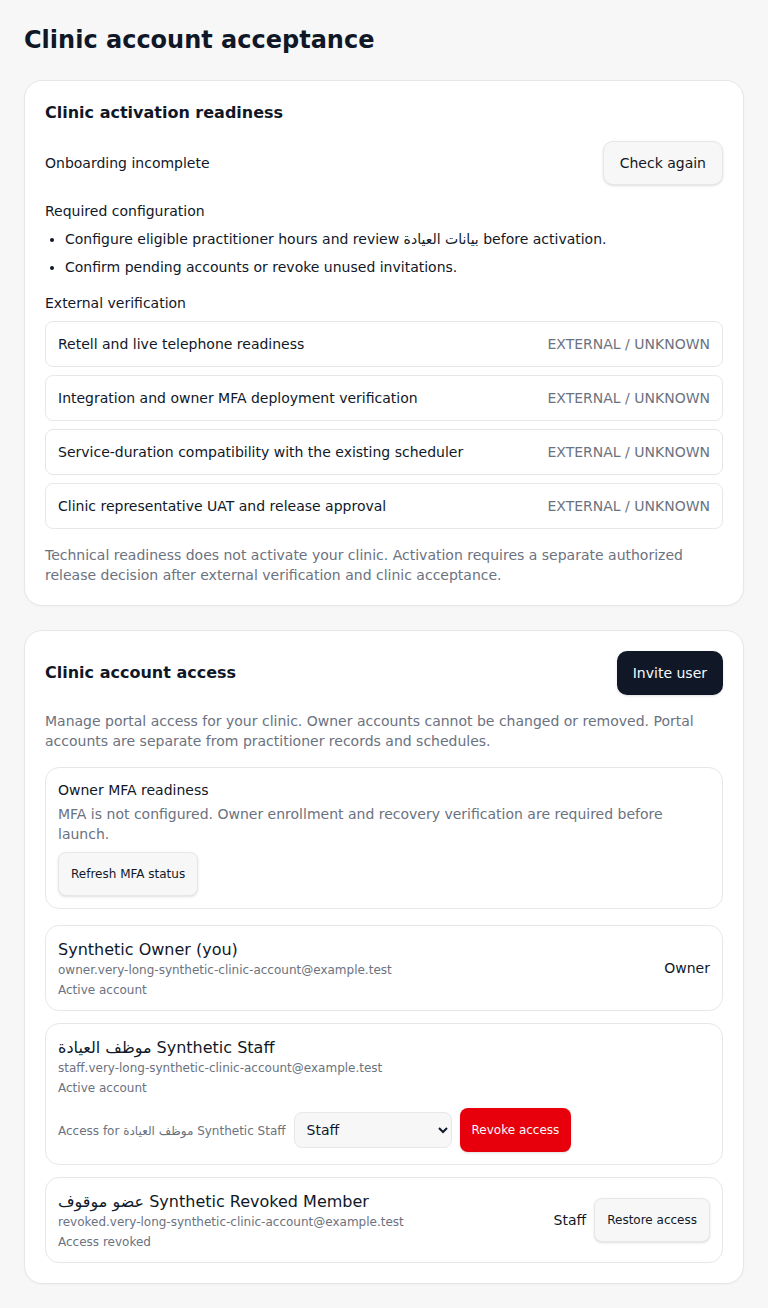 Clinic account acceptance
Clinic activation readiness
Onboarding incomplete
Check again
Required configuration
• Configure eligible practitioner hours and review بيانات العيادة before activation.
• Confirm pending accounts or revoke unused invitations.
External verification
Retell and live telephone readiness
EXTERNAL / UNKNOWN
Integration and owner MFA deployment verification
EXTERNAL / UNKNOWN
Service-duration compatibility with the existing scheduler
EXTERNAL / UNKNOWN
Clinic representative UAT and release approval
EXTERNAL / UNKNOWN
Technical readiness does not activate your clinic. Activation requires a separate authorized
release decision after external verification and clinic acceptance.
Clinic account access
Invite user
Manage portal access for your clinic. Owner accounts cannot be changed or removed. Portal
accounts are separate from practitioner records and schedules.
Owner MFA readiness
MFA is not configured. Owner enrollment and recovery verification are required before
launch.
Refresh MFA status
Synthetic Owner (you)
owner.very-long-synthetic-clinic-account@example.test
Active account
Owner
موظف العيادة Synthetic Staff
staff.very-long-synthetic-clinic-account@example.test
Active account
Access for موظف العيادة Synthetic Staff
Staff
Revoke access
عضو موقوف Synthetic Revoked Member
revoked.very-long-synthetic-clinic-account@example.test
Access revoked
Staff
Restore access